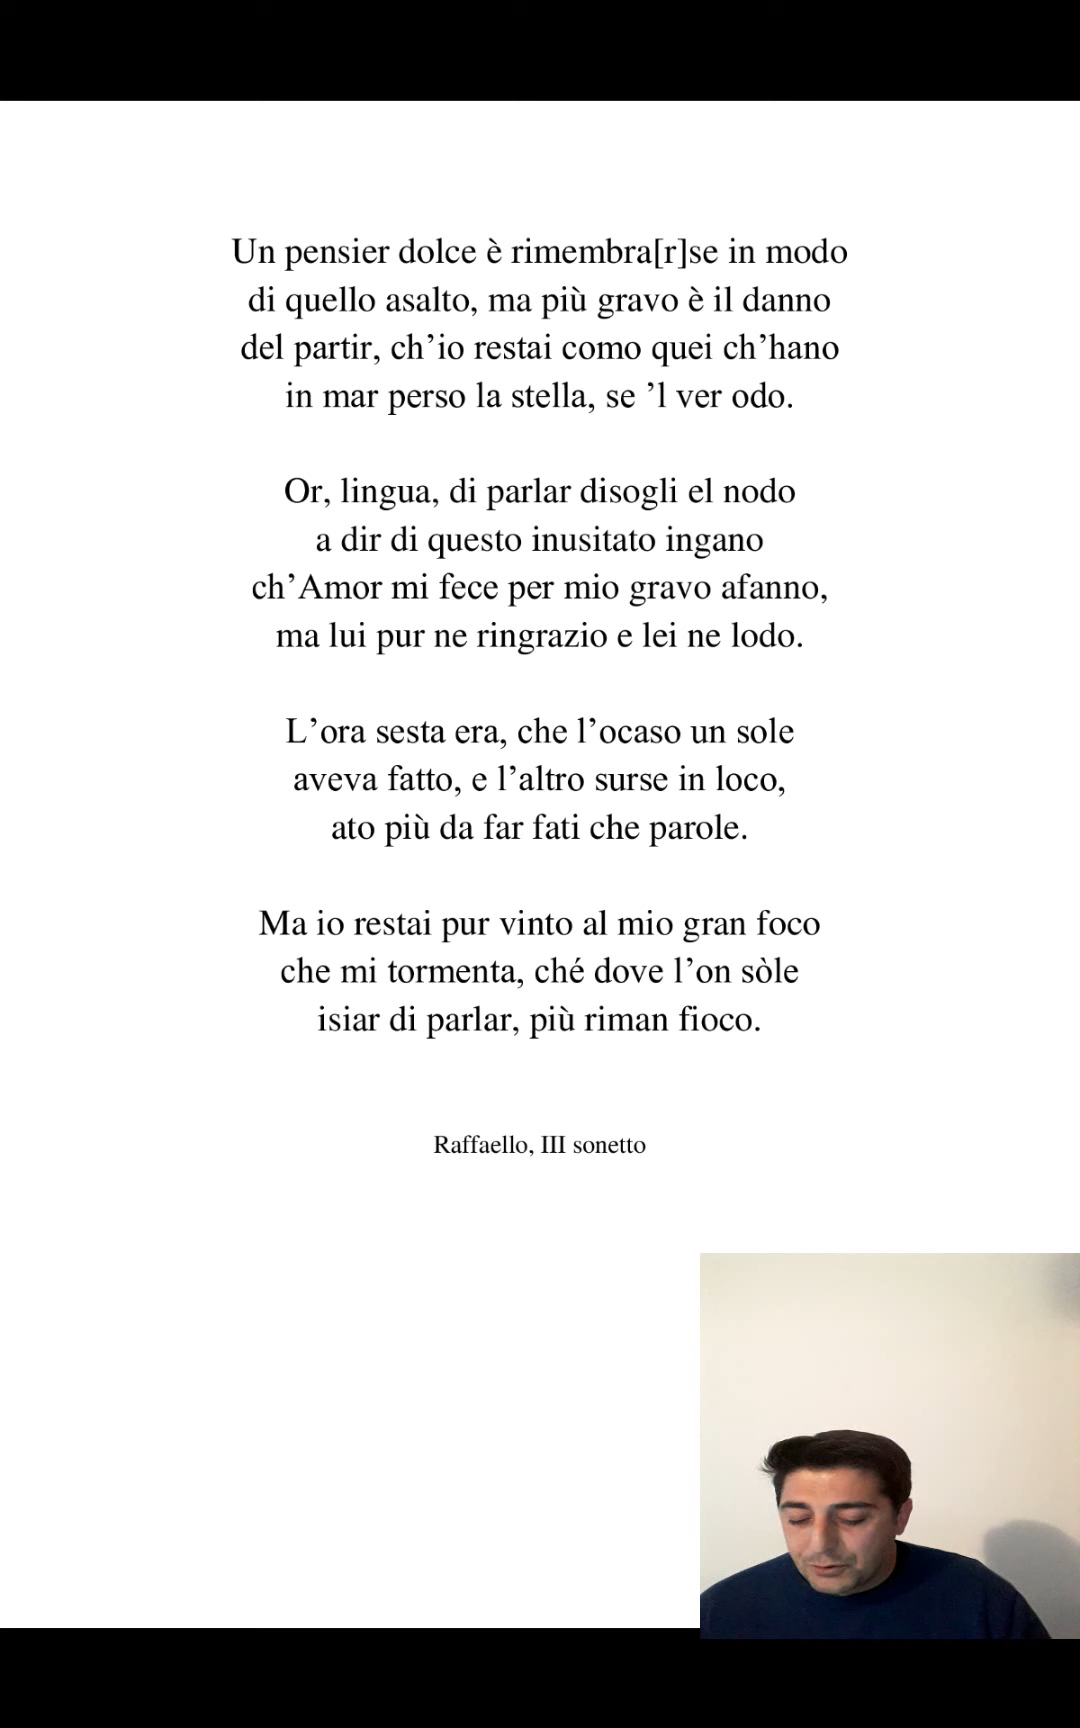 Un pensier dolce è rimembra[r]se in modo
di quello asalto, ma più gravo è il danno
del partir, ch’io restai como quei ch’hano
in mar perso la stella, se ’l ver odo.
Or, lingua, di parlar disogli el nodo
a dir di questo inusitato ingano
ch’Amor mi fece per mio gravo afanno,
ma lui pur ne ringrazio e lei ne lodo.
L’ora sesta era, che l’ocaso un sole
aveva fatto, e l’altro surse in loco,
ato più da far fati che parole.
Ma io restai pur vinto al mio gran foco
che mi tormenta, ché dove l’on sòle
isiar di parlar, più riman fioco.
Raffaello, III sonetto